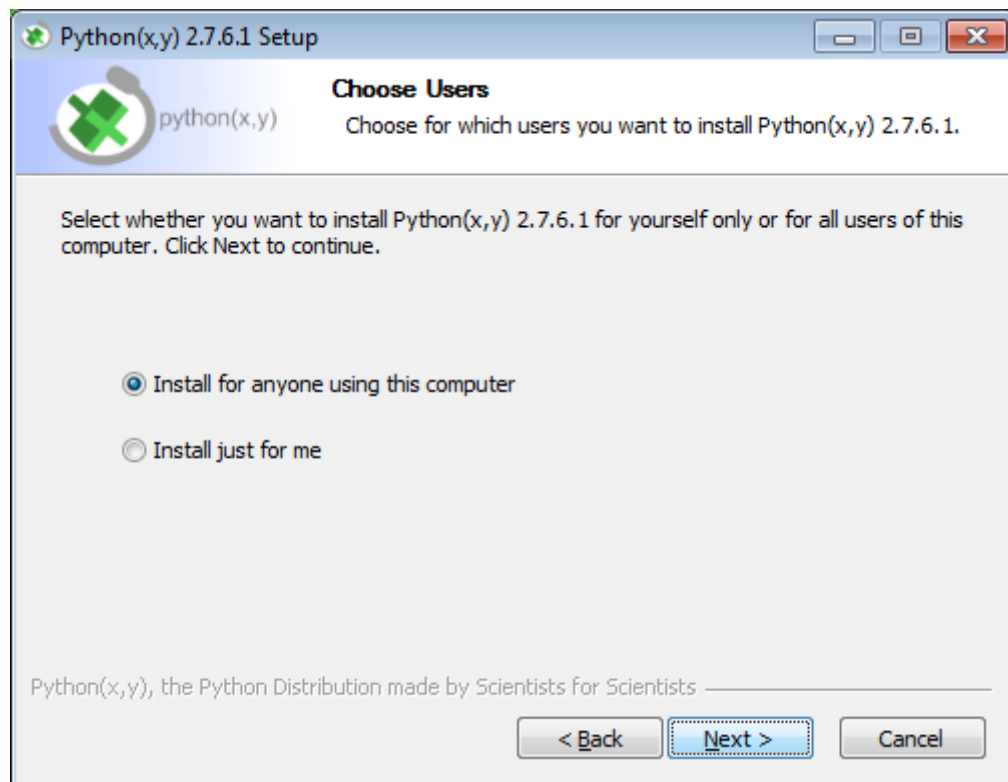 Python(x,y) 2.7.6.1 Setup
python(x,y)
Choose Users
Choose for which users you want to install Python(x,y) 2.7.6.1.
Select whether you want to install Python(x,y) 2.7.6.1 for yourself only or for all users of this
computer. Click Next to continue.
Install for anyone using this computer
Install just for me
Python(x,y), the Python Distribution made by Scientists for Scientists
< Back
Next >
Cancel